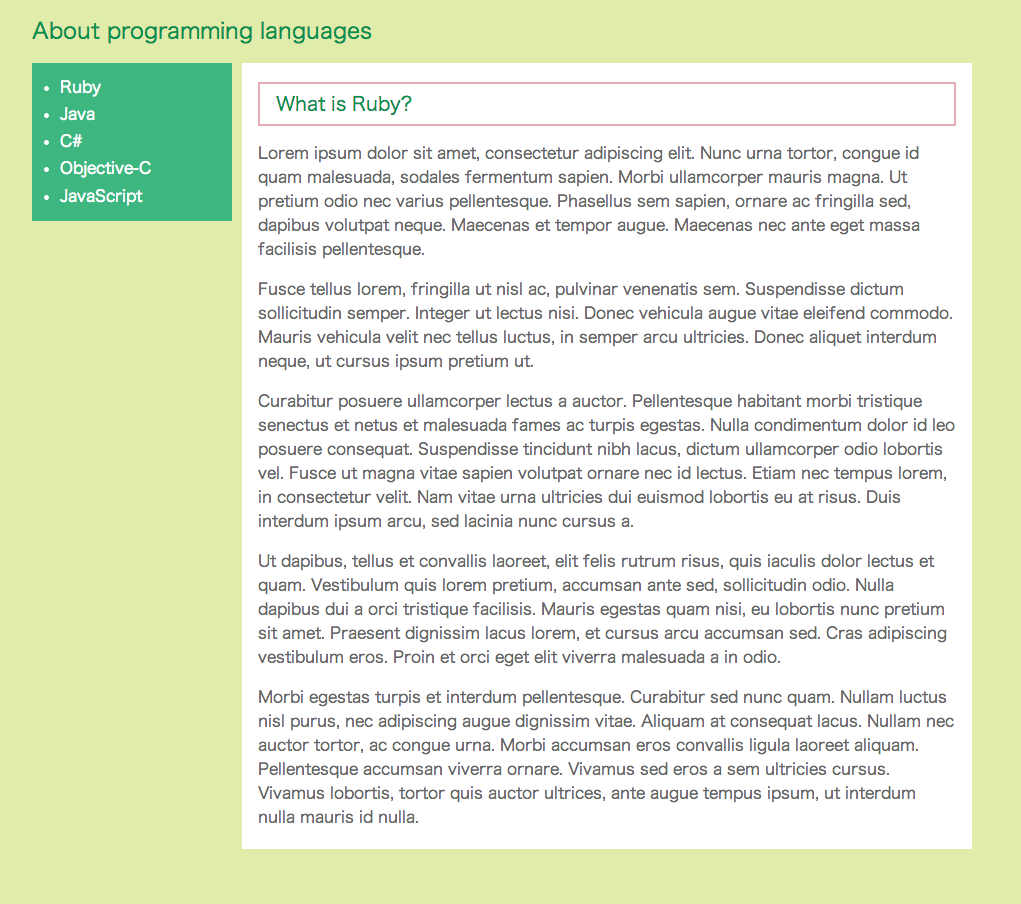 About programming languages
Ruby
Java
C#
Objective-C
JavaScript
What is Ruby?
Lorem ipsum dolor sit amet, consectetur adipiscing elit. Nunc urna tortor, congue id
quam malesuada, sodales fermentum sapien. Morbi ullamcorper mauris magna. Ut
pretium odio nec varius pellentesque. Phasellus sem sapien, ornare ac fringilla sed,
dapibus volutpat neque. Maecenas et tempor augue. Maecenas nec ante eget massa
facilisis pellentesque.
Fusce tellus lorem, fringilla ut nisl ac, pulvinar venenatis sem. Suspendisse dictum
sollicitudin semper. Integer ut lectus nisi. Donec vehicula augue vitae eleifend commodo.
Mauris vehicula velit nec tellus luctus, in semper arcu ultricies. Donec aliquet interdum
neque, ut cursus ipsum pretium ut.
Curabitur posuere ullamcorper lectus a auctor. Pellentesque habitant morbi tristique
senectus et netus et malesuada fames ac turpis egestas. Nulla condimentum dolor id leo
posuere consequat. Suspendisse tincidunt nibh lacus, dictum ullamcorper odio lobortis
vel. Fusce ut magna vitae sapien volutpat ornare nec id lectus. Etiam nec tempus lorem,
in consectetur velit. Nam vitae urna ultricies dui euismod lobortis eu at risus. Duis
interdum ipsum arcu, sed lacinia nunc cursus a.
Ut dapibus, tellus et convallis laoreet, elit felis rutrum risus, quis iaculis dolor lectus et
quam. Vestibulum quis lorem pretium, accumsan ante sed, sollicitudin odio. Nulla
dapibus dui a orci tristique facilisis. Mauris egestas quam nisi, eu lobortis nunc pretium
sit amet. Praesent dignissim lacus lorem, et cursus arcu accumsan sed. Cras adipiscing
vestibulum eros. Proin et orci eget elit viverra malesuada a in odio.
Morbi egestas turpis et interdum pellentesque. Curabitur sed nunc quam. Nullam luctus
nisl purus, nec adipiscing augue dignissim vitae. Aliquam at consequat lacus. Nullam nec
auctor tortor, ac congue urna. Morbi accumsan eros convallis ligula laoreet aliquam.
Pellentesque accumsan viverra ornare. Vivamus sed eros a sem ultricies cursus.
Vivamus lobortis, tortor quis auctor ultrices, ante augue tempus ipsum, ut interdum
nulla mauris id nulla.